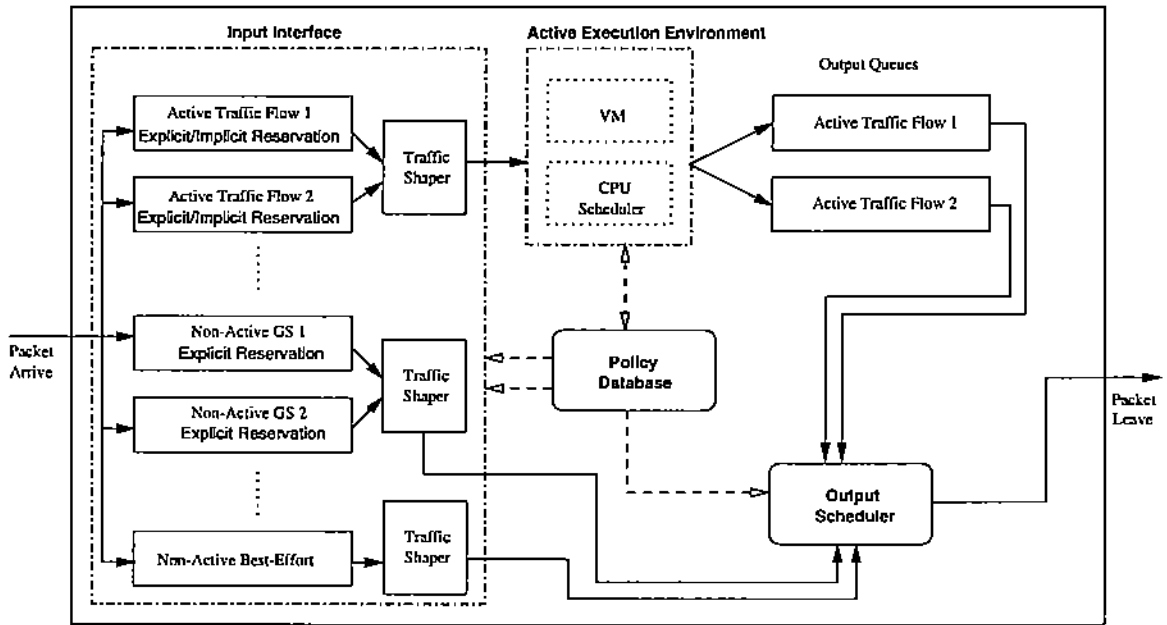 Input Interface
Active Execution Environment
Output Queues
Active Traffic Flow 1
Explicit/Implicit Reservation
Active Traffic Flow 2
Explicit/Implicit Reservation
Traffic
Shaper
VM
CPU
Scheduler
Active Traffic Flow 1
Active Traffic Flow 2
Packet
Arrive
Non-Active GS 1
Explicit Reservation
Non-Active GS 2
Explicit Reservation
Traffic
Shaper
Policy
Database
Packet
Leave
Output
Scheduler
Non-Active Best-Effort
Traffic
Shaper